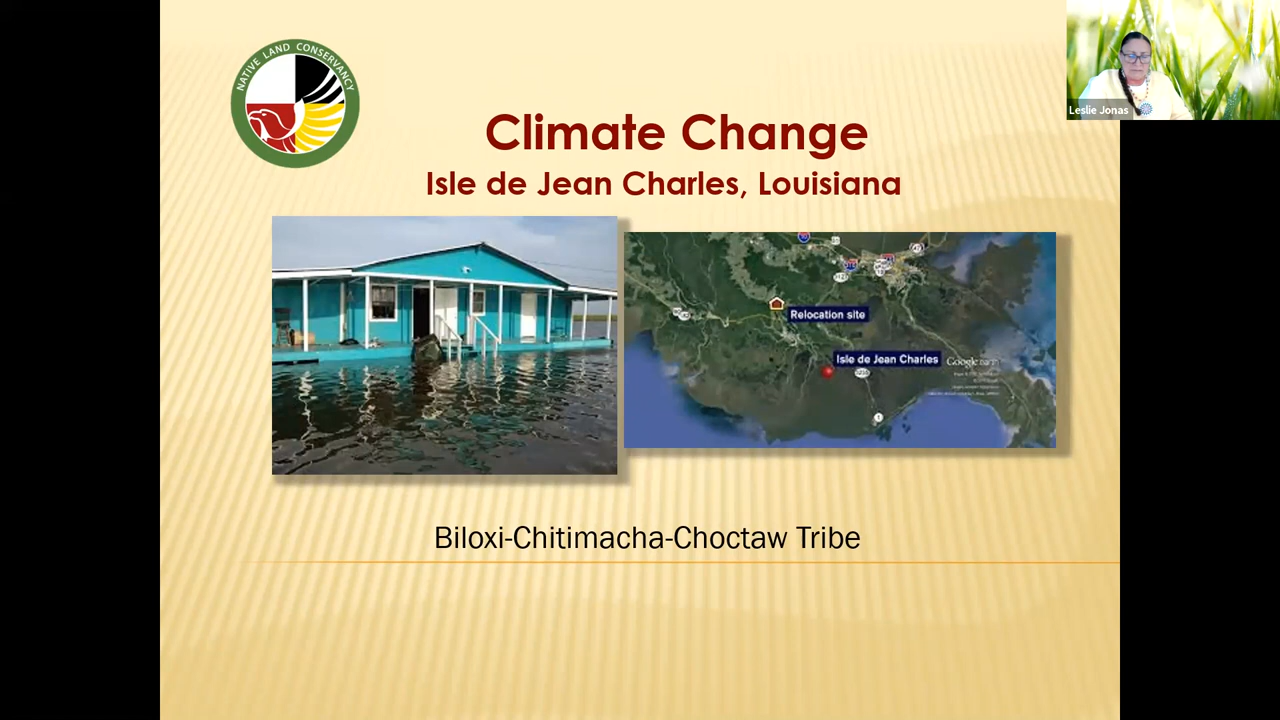 NATIVE LAND CONSERVANCY
Leslie Jonas
Climate Change
Isle de Jean Charles, Louisiana
Relocation site
Isle de Jean Charles
Google earth
Biloxi-Chitimacha-Choctaw Tribe